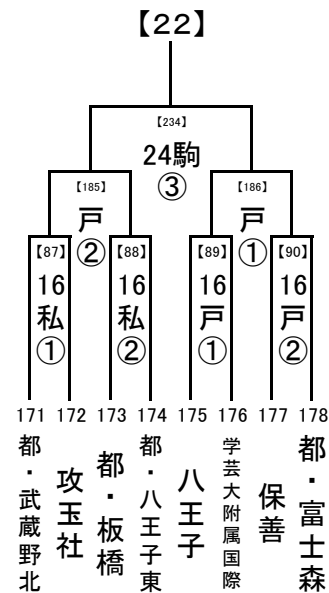 【22】
【234】
24駒
③
【185】
戸
②
【186】
戸
①
【87】
16
私
①
【88】
16
私
②
【89】
16
戸
①
【90】
16
戸
②
171 172 173 174 175 176 177 178
都・武蔵野北
攻玉社
都・板橋
都・八王子東
八王子
学芸大附属国際
保善
都・富士森